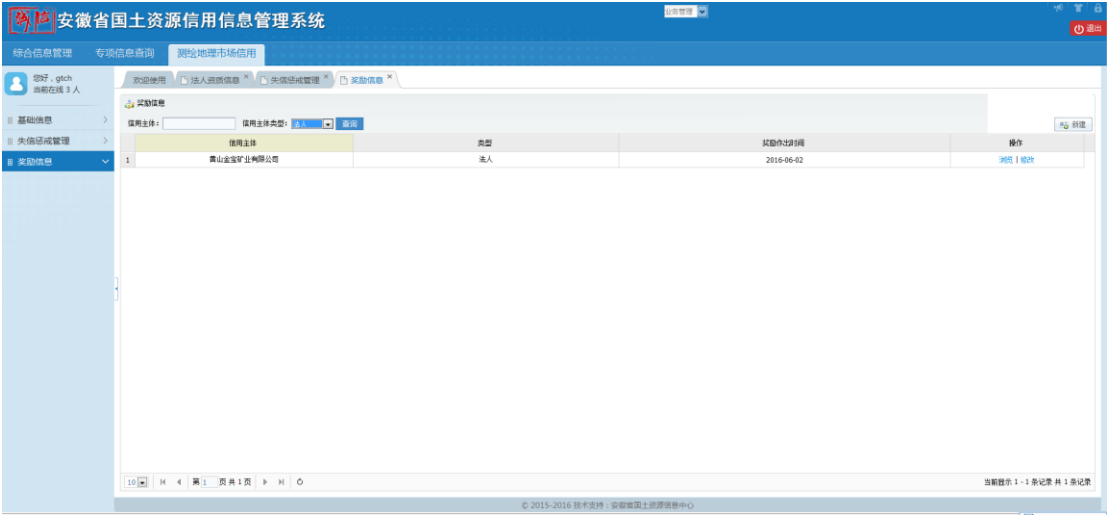 诚信 安徽省国土资源信用信息管理系统
业务管理
退出
综合信息管理 专项信息查询 测绘地理市场信用
您好，gtch
当前在线 3 人
欢迎使用 法人资质信息 失信惩戒管理 奖励信息
基础信息
失信惩戒管理
奖励信息
奖励信息
信用主体： 信用主体类型： 法人 查询
新建
信用主体 类型 奖励作出时间 操作
1 黄山金宝矿业有限公司 法人 2016-06-02 浏览 | 修改
10 第 1 页 共 1 页
当前显示 1 - 1 条记录 共 1 条记录
© 2015-2016 技术支持：安徽省国土资源信息中心